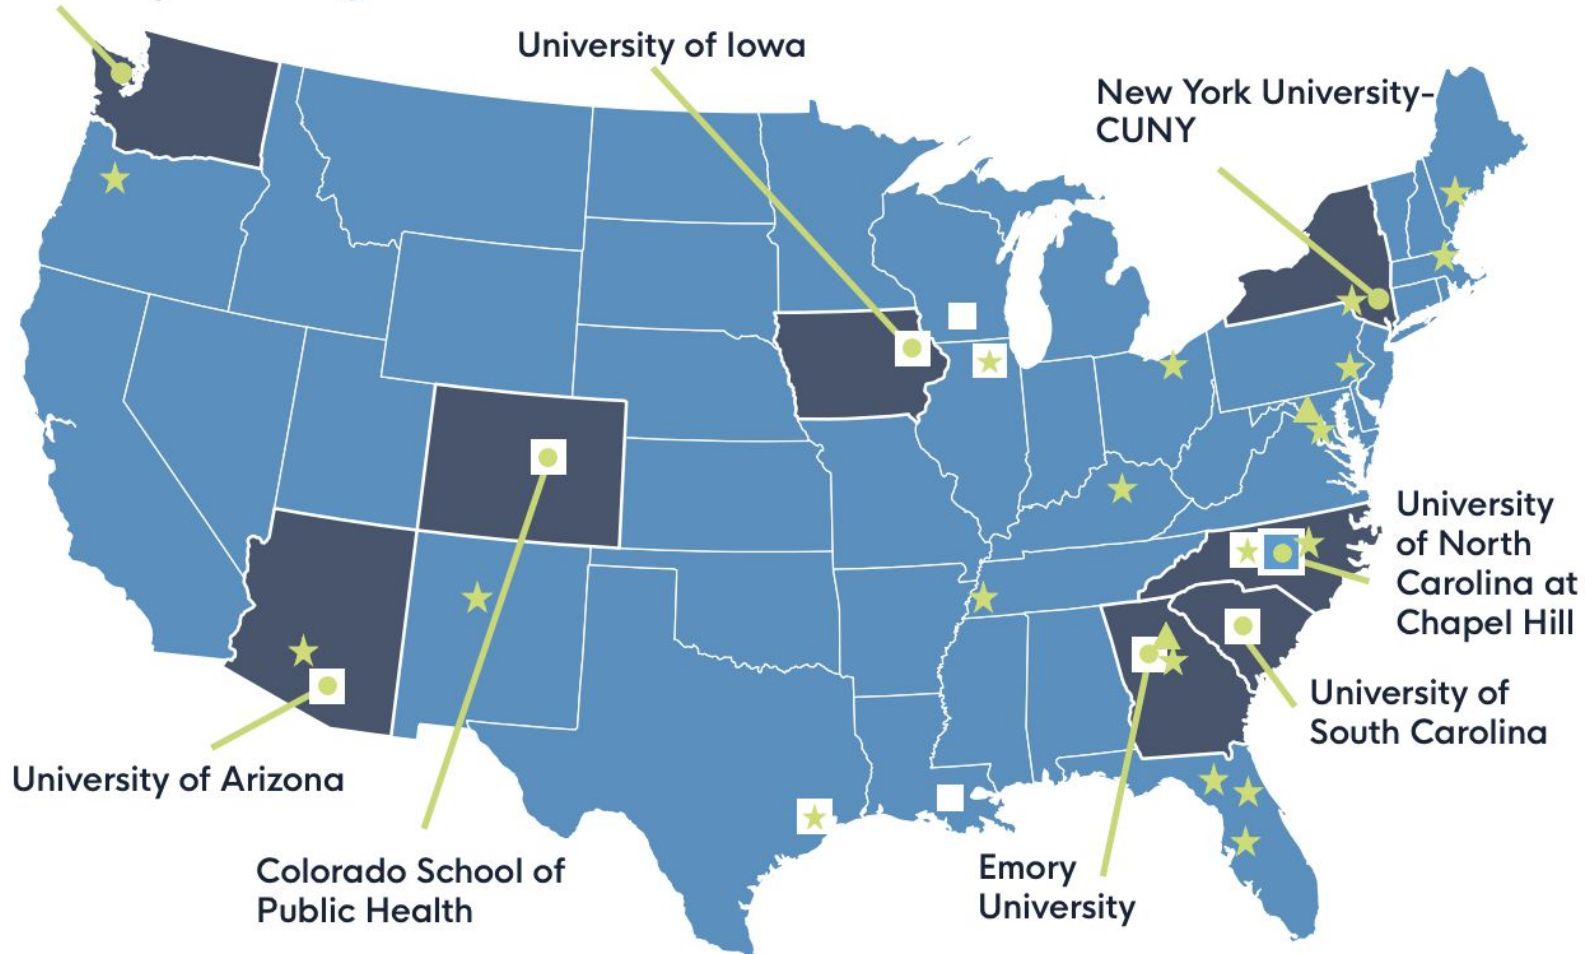 University of Iowa
New York University-
CUNY
University
of North
Carolina at
Chapel Hill
University of
South Carolina
University of Arizona
Colorado School of
Public Health
Emory
University